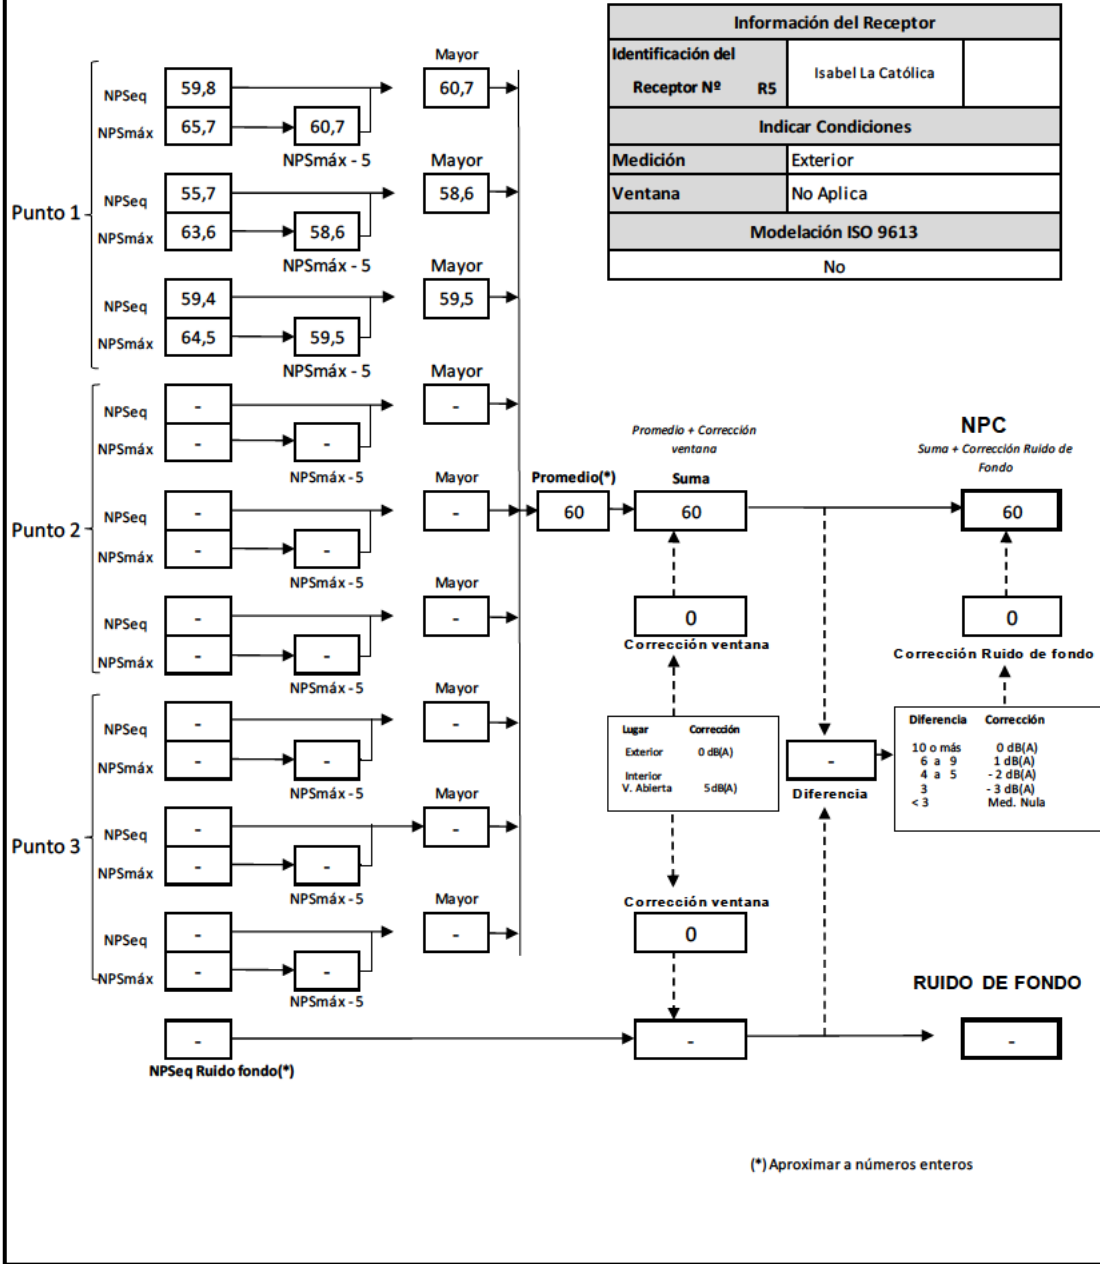 Información del Receptor
Identificación del
Receptor Nº R5
Isabel La Católica
Indicar Condiciones
Medición Exterior
Ventana No Aplica
Modelación ISO 9613
No
Punto 1
Mayor
NPSeq 59,8 60,7
NPSmáx 65,7 60,7
NPSmáx - 5
Mayor
NPSeq 55,7 58,6
NPSmáx 63,6 58,6
NPSmáx - 5
Mayor
NPSeq 59,4 59,5
NPSmáx 64,5 59,5
NPSmáx - 5
Punto 2
Mayor
NPSeq - -
NPSmáx - -
NPSmáx - 5
Mayor
NPSeq - -
NPSmáx - -
NPSmáx - 5
Mayor
NPSeq - -
NPSmáx - -
NPSmáx - 5
Punto 3
Mayor
NPSeq - -
NPSmáx - -
NPSmáx - 5
Mayor
NPSeq - -
NPSmáx - -
NPSmáx - 5
Mayor
NPSeq - -
NPSmáx - -
NPSmáx - 5
-
NPSeq Ruido fondo(*)
Promedio(*)
60
Promedio + Corrección
ventana
Suma
60
0
Corrección ventana
Lugar Corrección
Exterior 0 dB(A)
Interior
V. Abierta 5 dB(A)
Corrección ventana
0
-
NPC
Suma + Corrección Ruido de
Fondo
60
0
Corrección Ruido de fondo
-
Diferencia
Diferencia Corrección
10 o más 0 dB(A)
6 a 9 1 dB(A)
4 a 5 - 2 dB(A)
3 - 3 dB(A)
< 3 Med. Nula
RUIDO DE FONDO
-
(*) Aproximar a números enteros